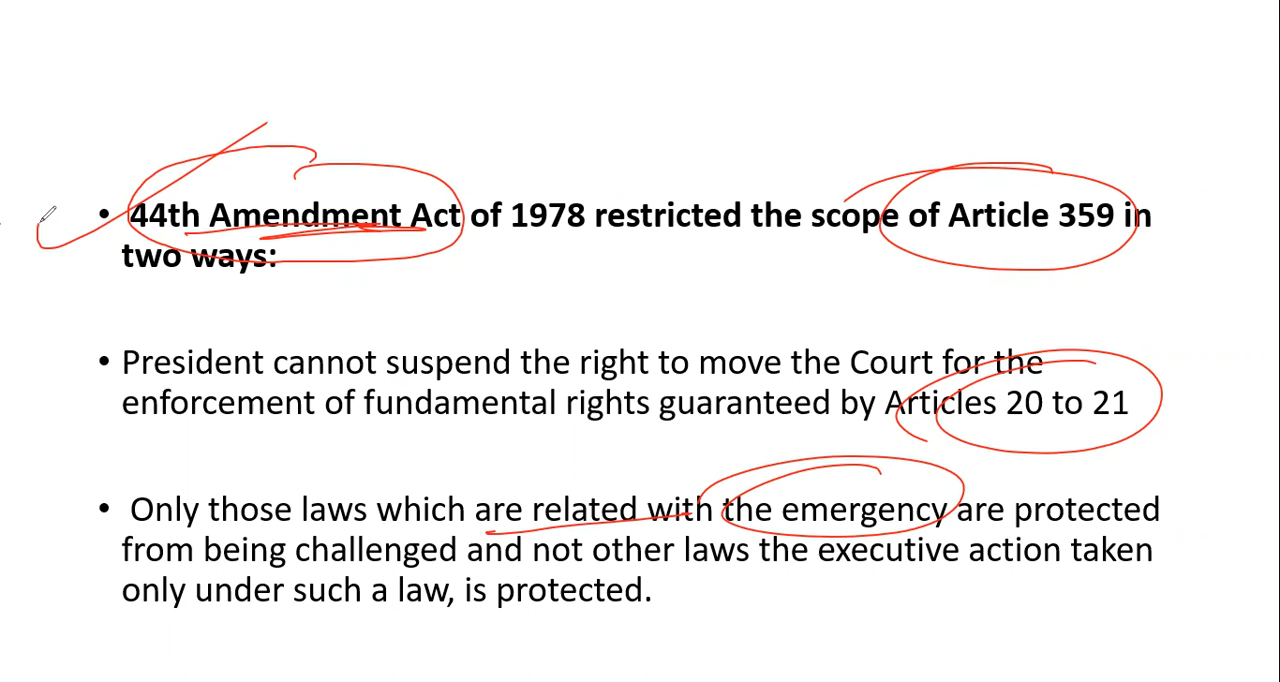 • 44th Amendment Act of 1978 restricted the scope of Article 359 in
two ways:
• President cannot suspend the right to move the Court for the
enforcement of fundamental rights guaranteed by Articles 20 to 21
• Only those laws which are related with the emergency are protected
from being challenged and not other laws the executive action taken
only under such a law, is protected.